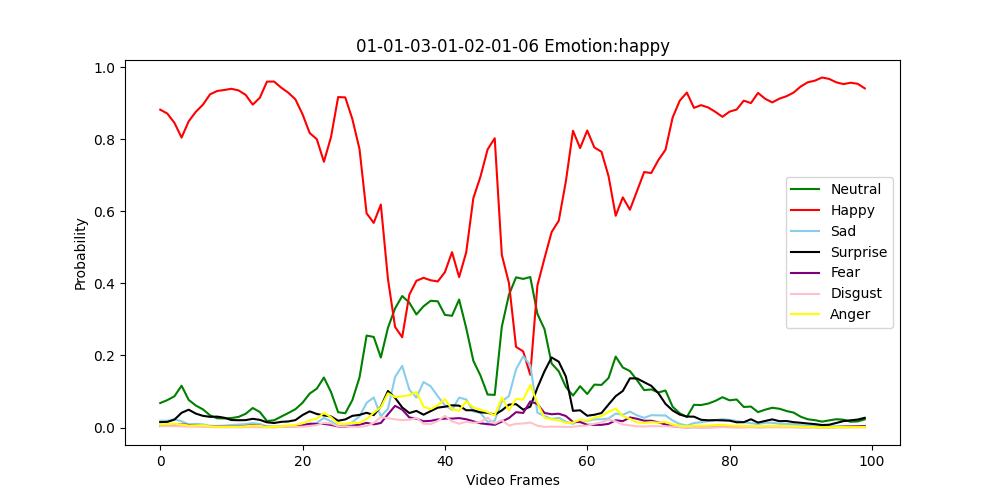 01-01-03-01-02-01-06 Emotion:happy
1.0
0.8
0.6
0.4
0.2
0.0
Probability
0 20 40 60 80 100
Video Frames
Neutral
Happy
Sad
Surprise
Fear
Disgust
Anger